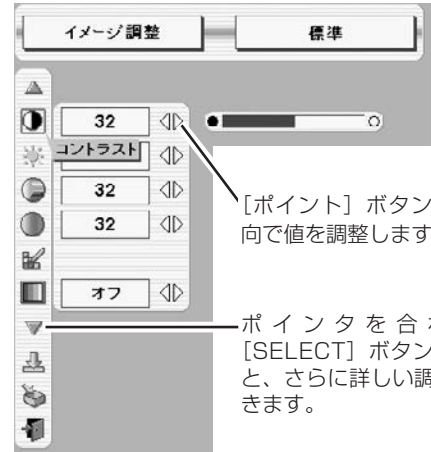 イメージ調整
標準
32
コントラスト
32
32
オフ
［ポイント］ボタン
向で値を調整します
ポインタを合
［SELECT］ボタン
と、さらに詳しい調
きます。